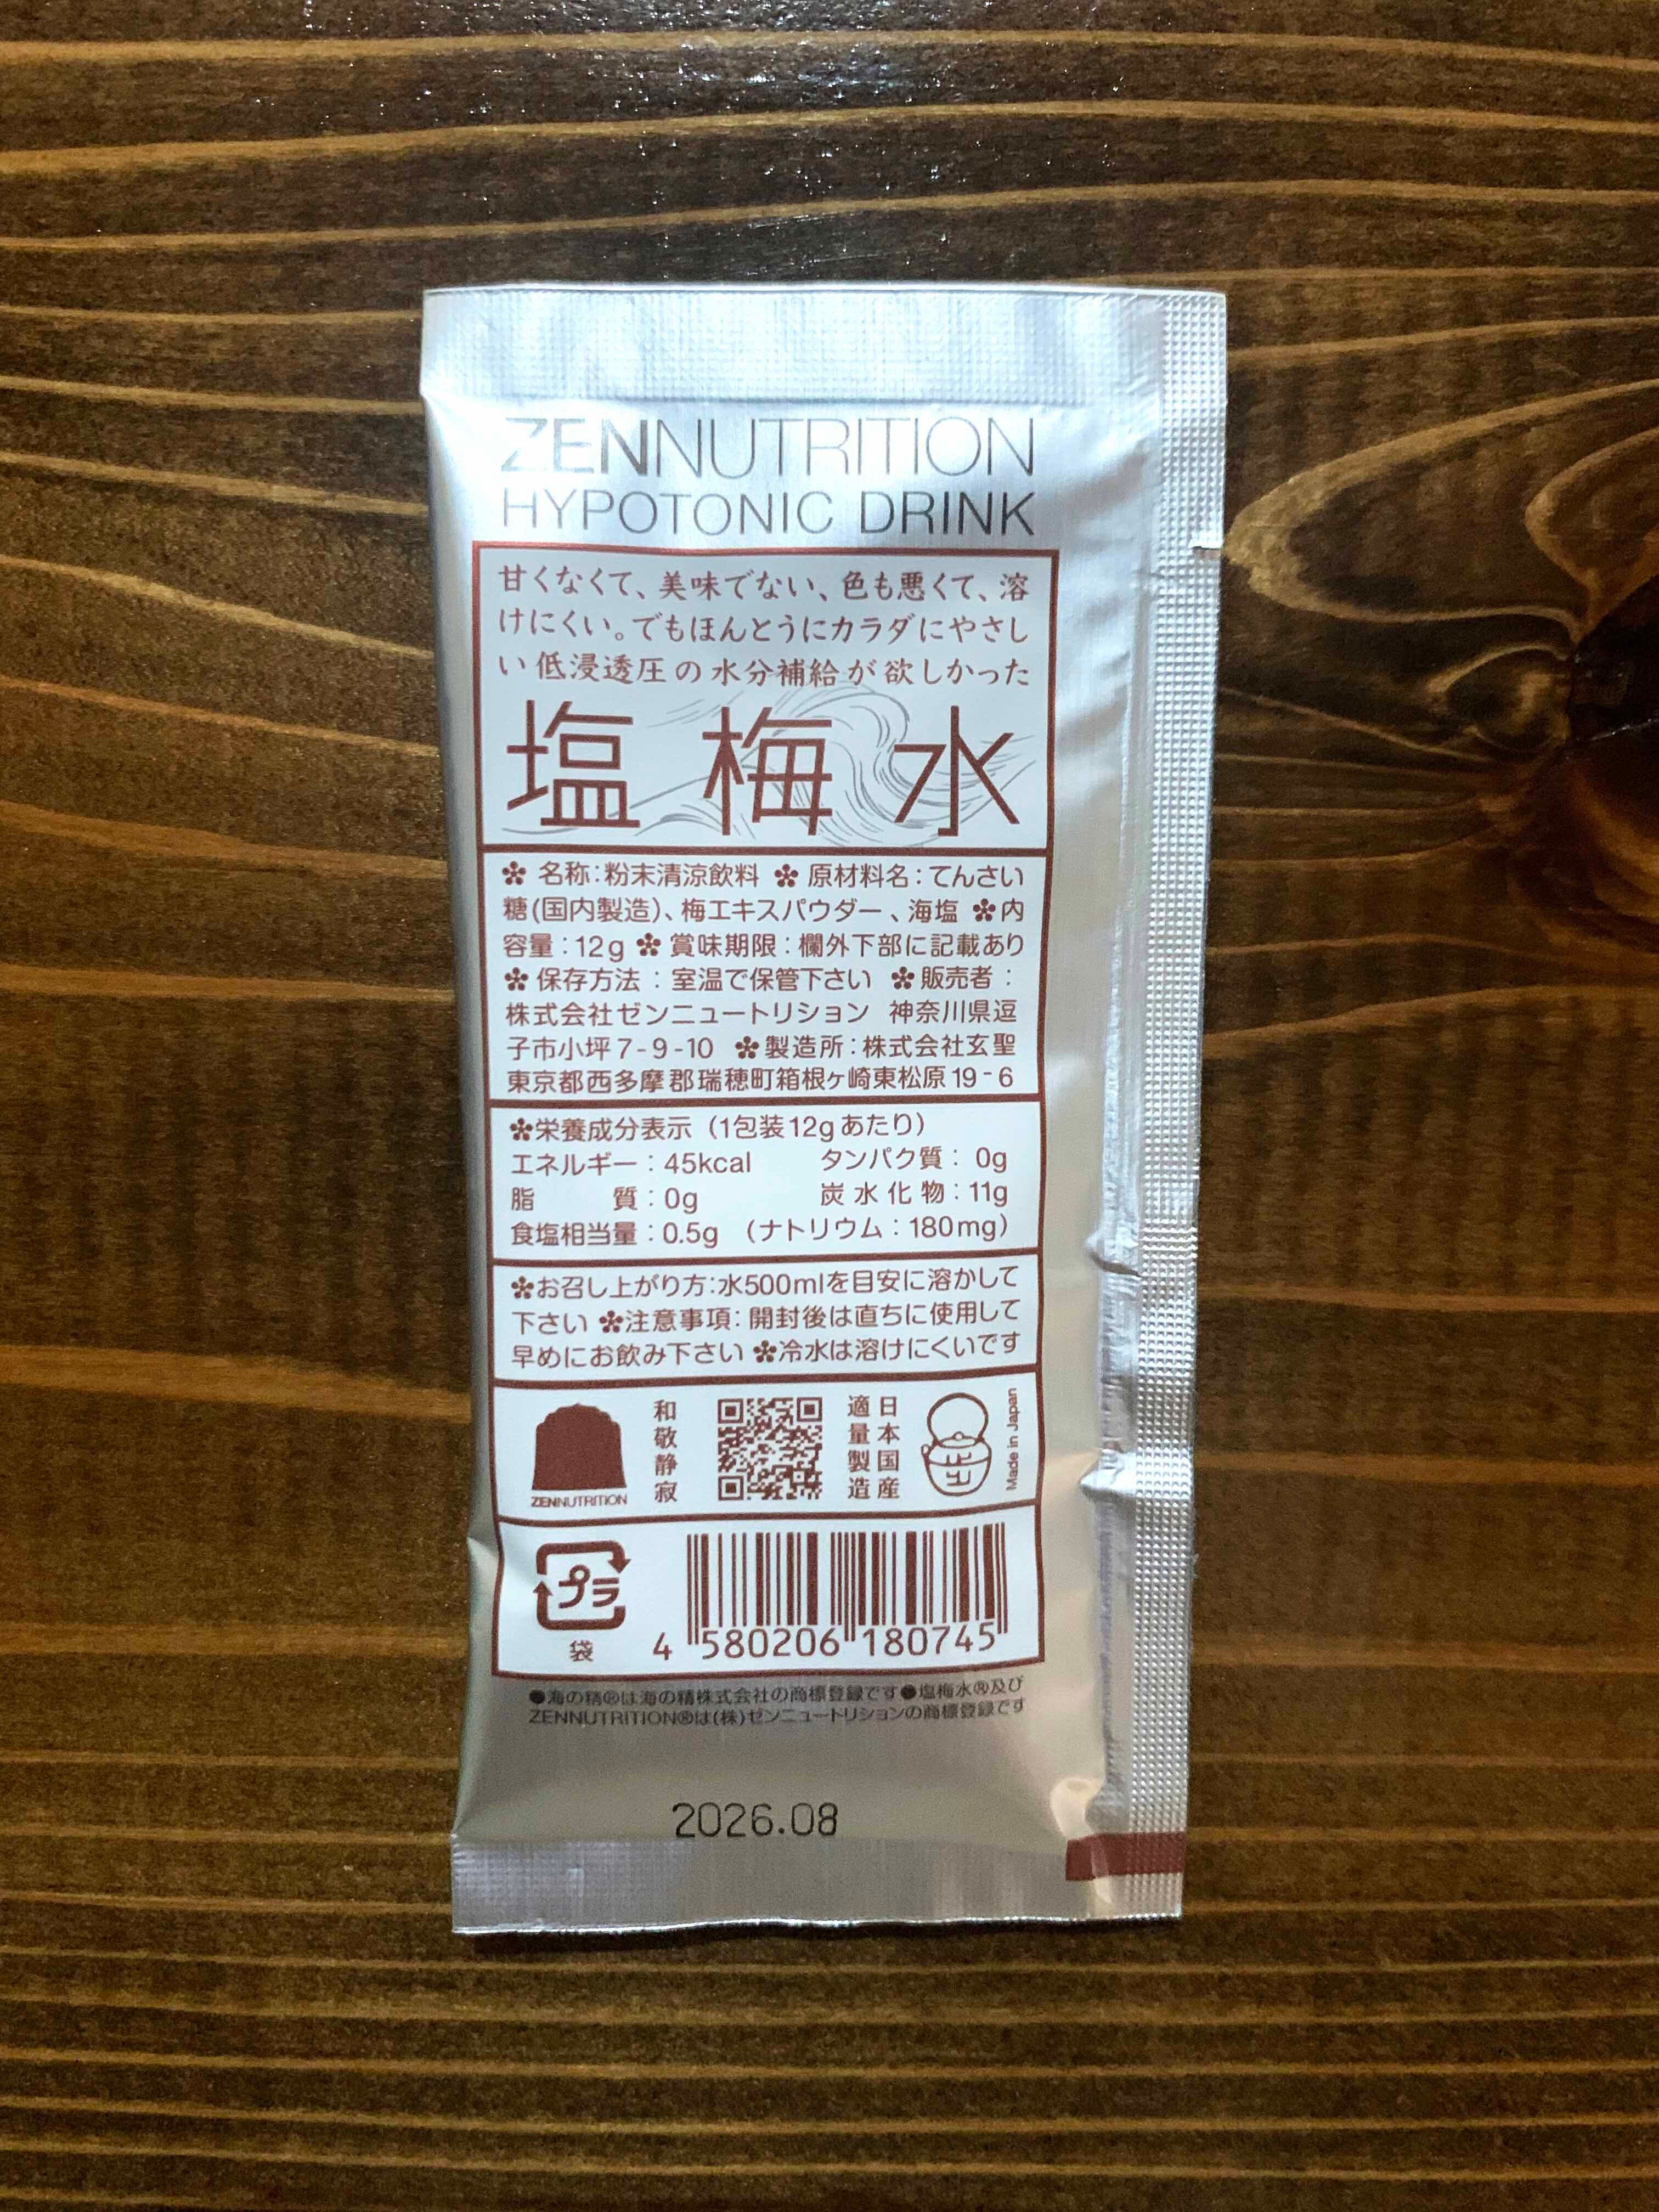 ZENNUTRITION
HYPOTONIC DRINK
甘くなくて、美味でない、色も悪くて、溶
けにくい。でもほんとうにカラダにやさし
い低浸透圧の水分補給が欲しかった
塩梅水
✽ 名称：粉末清涼飲料 ✽ 原材料名：てんさい
糖(国内製造)、梅エキスパウダー、海塩 ✽内
容量：12g ✽ 賞味期限：欄外下部に記載あり
✽ 保存方法：室温で保管下さい ✽販売者：
株式会社ゼンニュートリション 神奈川県逗
子市小坪7-9-10 ✽製造所：株式会社玄聖
東京都西多摩郡瑞穂町箱根ヶ崎東松原19-6
✽栄養成分表示（1包装12gあたり）
エネルギー：45kcal タンパク質：0g
脂質：0g 炭水化物：11g
食塩相当量：0.5g （ナトリウム：180mg）
✽お召し上がり方：水500mlを目安に溶かして
下さい ✽注意事項：開封後は直ちに使用して
早めにお飲み下さい ✽冷水は溶けにくいです
ZENNUTRITION
和敬静寂
日本国産
適量製造
Made in Japan
プラ
袋
4 580206 180745
●海の精®は海の精株式会社の商標登録です●塩梅水®及び
ZENNUTRITION®は(株)ゼンニュートリションの商標登録です
2026.08